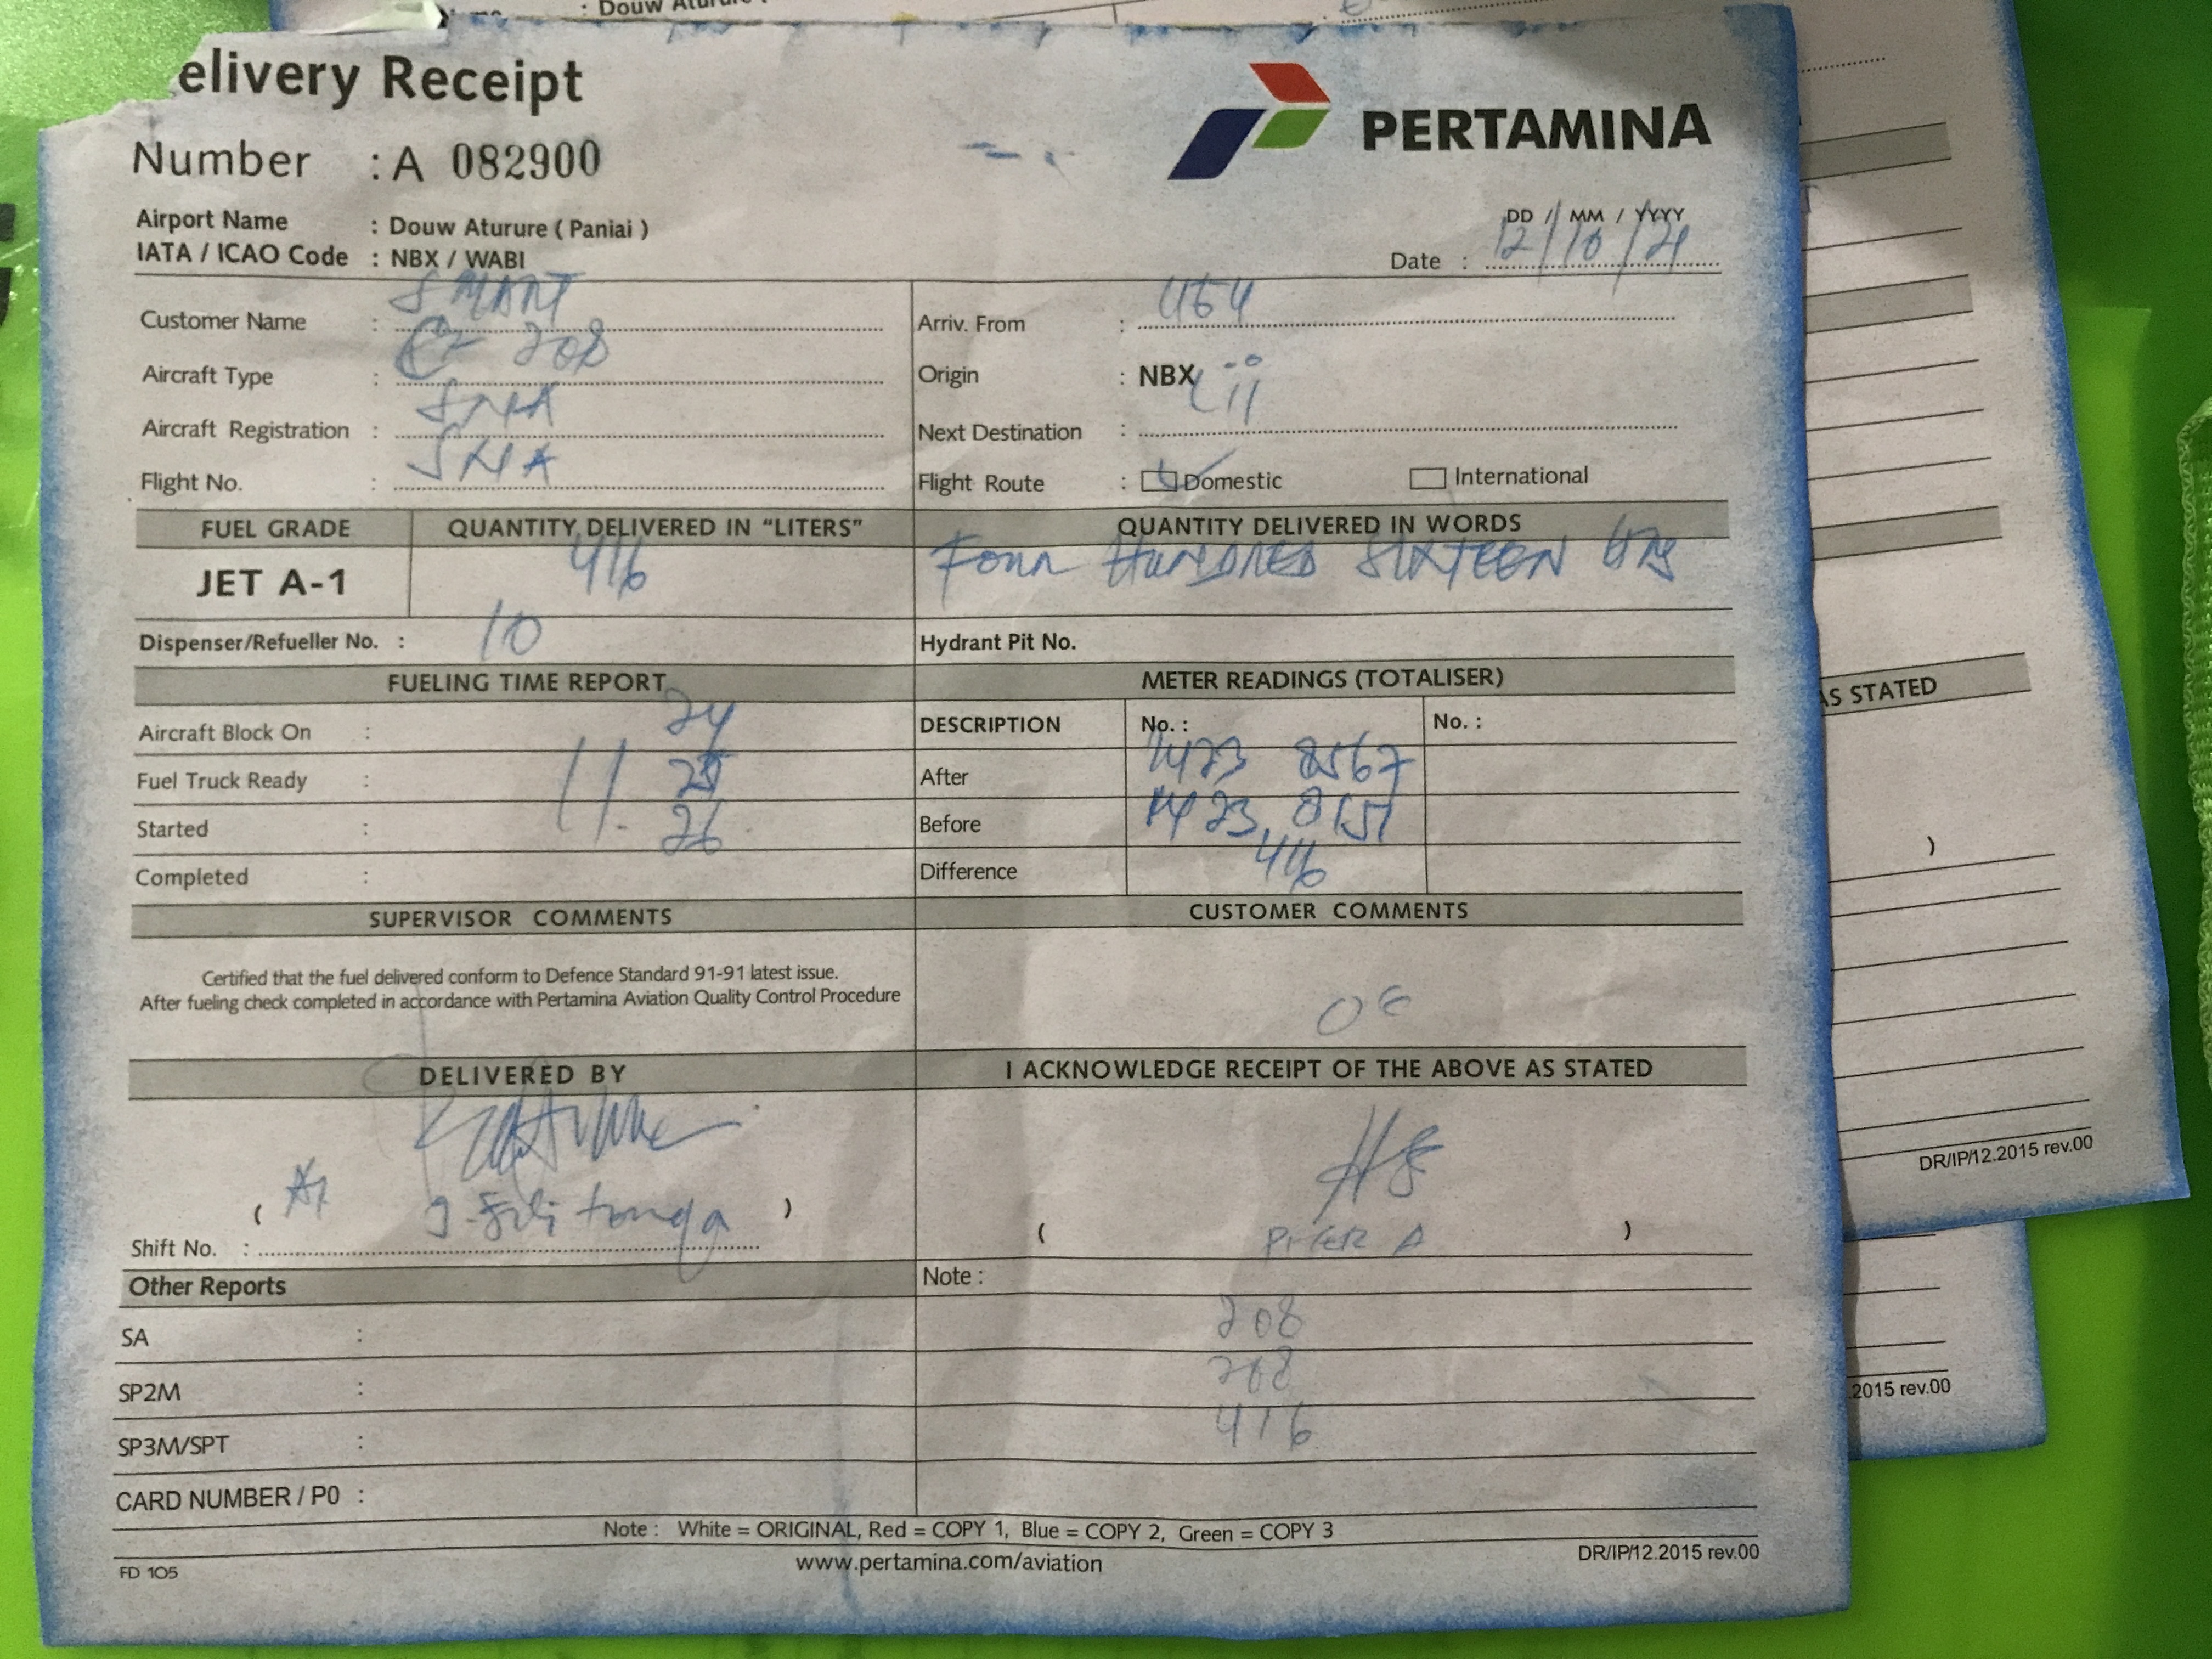 : Douw Aturure
elivery Receipt
PERTAMINA
Number : A 082900
Airport Name : Douw Aturure ( Paniai )
IATA / ICAO Code : NBX / WABI
DD / MM / YYYY
Date : 12/10/21
Customer Name : SMART
Arriv. From :
Aircraft Type : 208
Origin : NBX
Aircraft Registration : SNA
Next Destination :
Flight No. : SNA
Flight Route : Domestic International
FUEL GRADE QUANTITY DELIVERED IN "LITERS" QUANTITY DELIVERED IN WORDS
JET A-1 416 FOUR HUNDRED SIXTEEN
Dispenser/Refueller No. : 10
Hydrant Pit No.
FUELING TIME REPORT METER READINGS (TOTALISER)
Aircraft Block On : 24
DESCRIPTION No. : No. :
Fuel Truck Ready : 11. 25
After 1423 8567
Started : 26
Before 1423 8151
Completed :
Difference 416
SUPERVISOR COMMENTS CUSTOMER COMMENTS
Certified that the fuel delivered conform to Defence Standard 91-91 latest issue.
After fueling check completed in accordance with Pertamina Aviation Quality Control Procedure
DELIVERED BY I ACKNOWLEDGE RECEIPT OF THE ABOVE AS STATED
( )
Shift No. :
( )
Other Reports
Note :
SA : 208
SP2M : 208
SP3M/SPT : 416
CARD NUMBER / P0 :
Note : White = ORIGINAL, Red = COPY 1, Blue = COPY 2, Green = COPY 3
www.pertamina.com/aviation
FD 105
DR/IP/12.2015 rev.00
AS STATED
)
DR/IP/12.2015 rev.00
.2015 rev.00